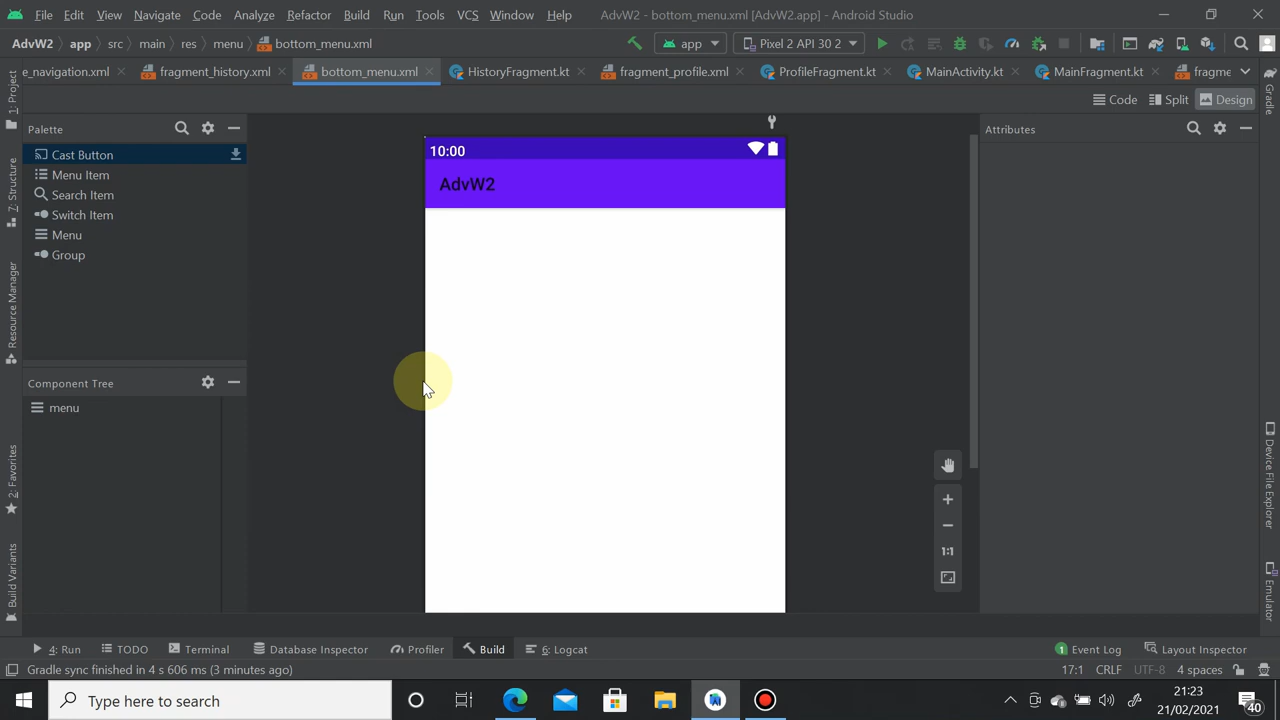 File Edit View Navigate Code Analyze Refactor Build Run Tools VCS Window Help AdvW2 - bottom_menu.xml [AdvW2.app] - Android Studio
AdvW2 app src main res menu bottom_menu.xml app Pixel 2 API 30 2
e_navigation.xml fragment_history.xml bottom_menu.xml HistoryFragment.kt fragment_profile.xml ProfileFragment.kt MainActivity.kt MainFragment.kt fragme
Code Split Design
Palette
Attributes
Cast Button
Menu Item
Search Item
Switch Item
Menu
Group
Component Tree
menu
10:00
AdvW2
1:1
1: Project
7: Structure
Resource Manager
2: Favorites
Build Variants
Gradle
Device File Explorer
Emulator
4: Run TODO Terminal Database Inspector Profiler Build 6: Logcat 1 Event Log Layout Inspector
Gradle sync finished in 4 s 606 ms (3 minutes ago) 17:1 CRLF UTF-8 4 spaces
Type here to search
21:23
21/02/2021
40